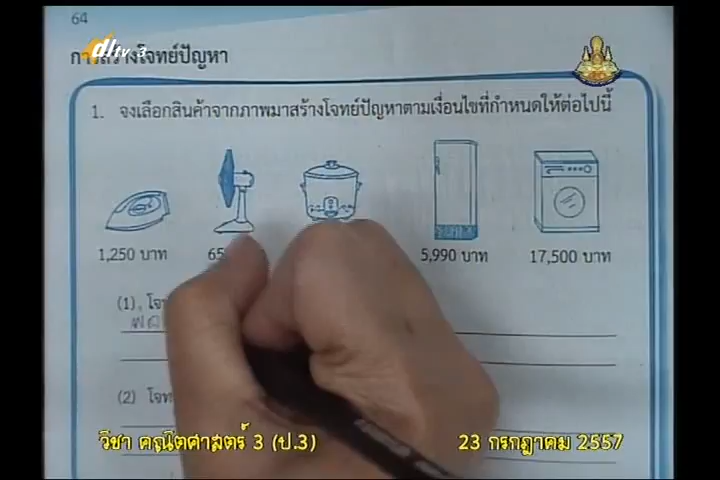 64
dltv 3
การสร้างโจทย์ปัญหา
1. จงเลือกสินค้าจากภาพมาสร้างโจทย์ปัญหาตามเงื่อนไขที่กำหนดให้ต่อไปนี้
1,250 บาท 5,990 บาท 17,500 บาท
(1)
(2)
วิชา คณิตศาสตร์ 3 (ป.3) 23 กรกฎาคม 2557